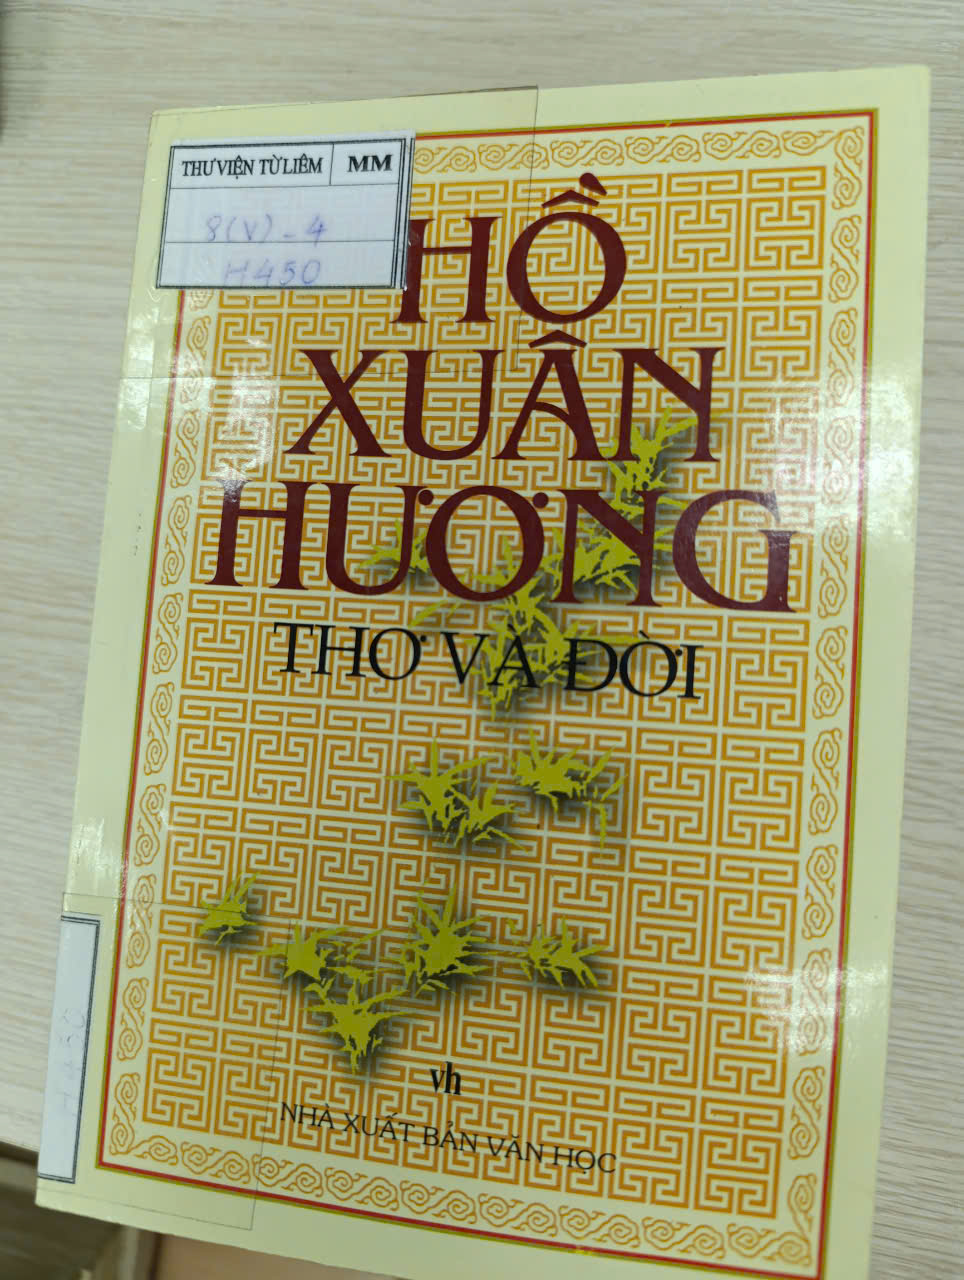 THƯ VIỆN TỪ LIÊM MM
8(V)-4
H450
HỒ
XUÂN
HƯƠNG
THƠ VÀ ĐỜI
vh
NHÀ XUẤT BẢN VĂN HỌC